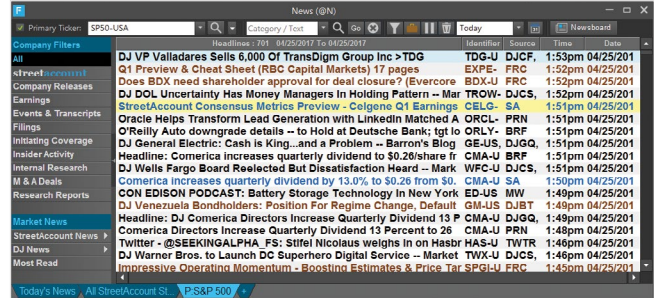 News (@N)
Primary Ticker: SP50-USA Category / Text Go Today Newsboard
Company Filters
All
streetaccount
Company Releases
Earnings
Events & Transcripts
Filings
Initiating Coverage
Insider Activity
Internal Research
M & A Deals
Research Reports
Market News
StreetAccount News
DJ News
Most Read
Headlines : 701 04/25/2017 To 04/25/2017 Identifier Source Time Date
DJ VP Valladares Sells 6,000 Of TransDigm Group Inc >TDG TDG-U DJCF, 1:53pm 04/25/201
Q1 Preview & Cheat Sheet (RBC Capital Markets) 17 pages EXPE- FRC 1:52pm 04/25/201
Does BDX need shareholder approval for deal closure? (Evercore BDX-U FRC 1:52pm 04/25/201
DJ DOL Uncertainty Has Money Managers In Holding Pattern -- Mar TROW- DJCS, 1:52pm 04/25/201
StreetAccount Consensus Metrics Preview - Celgene Q1 Earnings CELG- SA 1:51pm 04/25/201
Oracle Helps Transform Lead Generation with LinkedIn Matched A ORCL- PRN 1:51pm 04/25/201
O'Reilly Auto downgrade details -- to Hold at Deutsche Bank; tgt lo ORLY- BRF 1:51pm 04/25/201
DJ General Electric: Cash is King...and a Problem -- Barron's Blog GE-US, DJGQ, 1:51pm 04/25/201
Headline: Comerica increases quarterly dividend to $0.26/share fr CMA-U BRF 1:51pm 04/25/201
DJ Wells Fargo Board Reelected But Dissatisfaction Heard -- Mark WFC-U DJCS, 1:51pm 04/25/201
Comerica increases quarterly dividend by 13.0% to $0.26 from $0. CMA-U SA 1:50pm 04/25/201
CON EDISON PODCAST: Battery Storage Technology In New York ED-US MW 1:49pm 04/25/201
DJ Venezuela Bondholders: Position For Regime Change, Default GM-US DJBT 1:49pm 04/25/201
Headline: DJ Comerica Directors Increase Quarterly Dividend 13 P CMA-U DJGQ, 1:49pm 04/25/201
Comerica Directors Increase Quarterly Dividend 13 Percent to 26 CMA-U PRN 1:48pm 04/25/201
Twitter - @SEEKINGALPHA_FS: Stifel Nicolaus weighs in on Hasbr HAS-U TWTR 1:46pm 04/25/201
DJ Warner Bros. to Launch DC Superhero Digital Service -- Market TWX-U DJCS, 1:46pm 04/25/201
Impressive Operating Momentum - Boosting Estimates & Price Tar SPGI-U FRC 1:45pm 04/25/201
Today's News All StreetAccount St... P:S&P 500 +